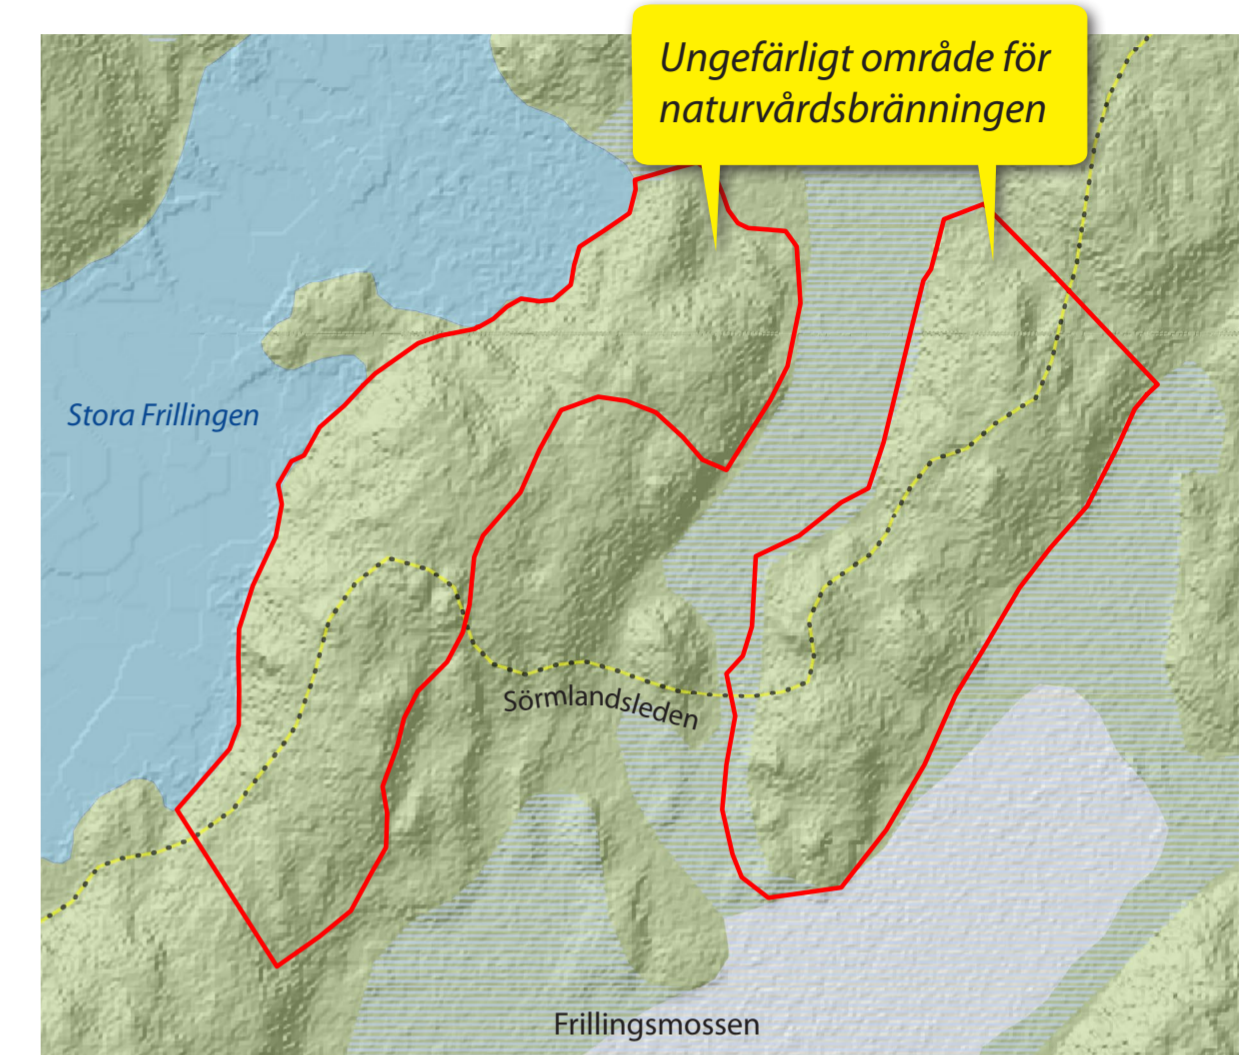 Ungefärligt område för
naturvårdsbränningen
Stora Frillingen
Sörmlandsleden
Frillingsmossen